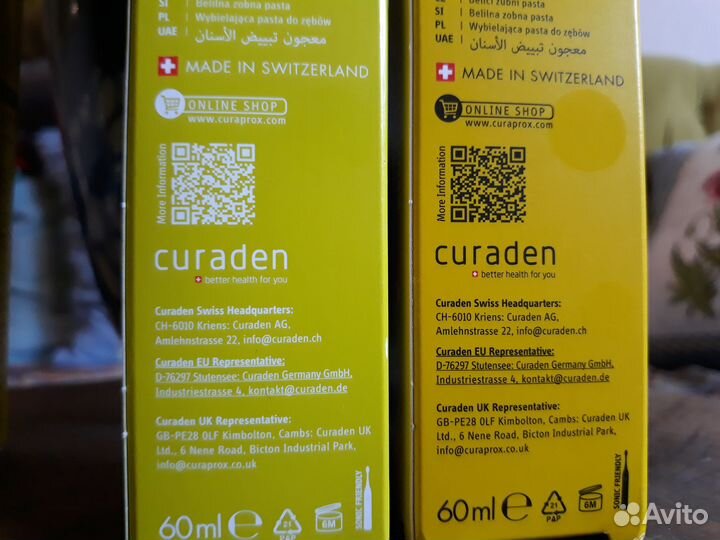 SI Belilna zobna pasta
PL Wybielająca pasta do zębów
UAE معجون تبييض الأسنان
MADE IN SWITZERLAND
ONLINE SHOP
www.curaprox.com
More Information
curaden
better health for you
Curaden Swiss Headquarters:
CH-6010 Kriens: Curaden AG,
Amlehnstrasse 22, info@curaden.ch
Curaden EU Representative:
D-76297 Stutensee: Curaden Germany GmbH,
Industriestrasse 4, kontakt@curaden.de
Curaden UK Representative:
GB-PE28 0LF Kimbolton, Cambs: Curaden UK
Ltd., 6 Nene Road, Bicton Industrial Park,
info@curaprox.co.uk
SONIC FRIENDLY
60ml e
21
PAP
6M
Bělicí zubní pasta
SI Belilna zobna pasta
PL Wybielająca pasta do zębów
UAE معجون تبييض الأسنان
MADE IN SWITZERLAND
ONLINE SHOP
www.curaprox.com
More Information
curaden
better health for you
Curaden Swiss Headquarters:
CH-6010 Kriens: Curaden AG,
Amlehnstrasse 22, info@curaden.ch
Curaden EU Representative:
D-76297 Stutensee: Curaden Germany GmbH,
Industriestrasse 4, kontakt@curaden.de
Curaden UK Representative:
GB-PE28 0LF Kimbolton, Cambs: Curaden UK
Ltd., 6 Nene Road, Bicton Industrial Park,
info@curaprox.co.uk
SONIC FRIENDLY
60ml e
21
PAP
6M
Avito